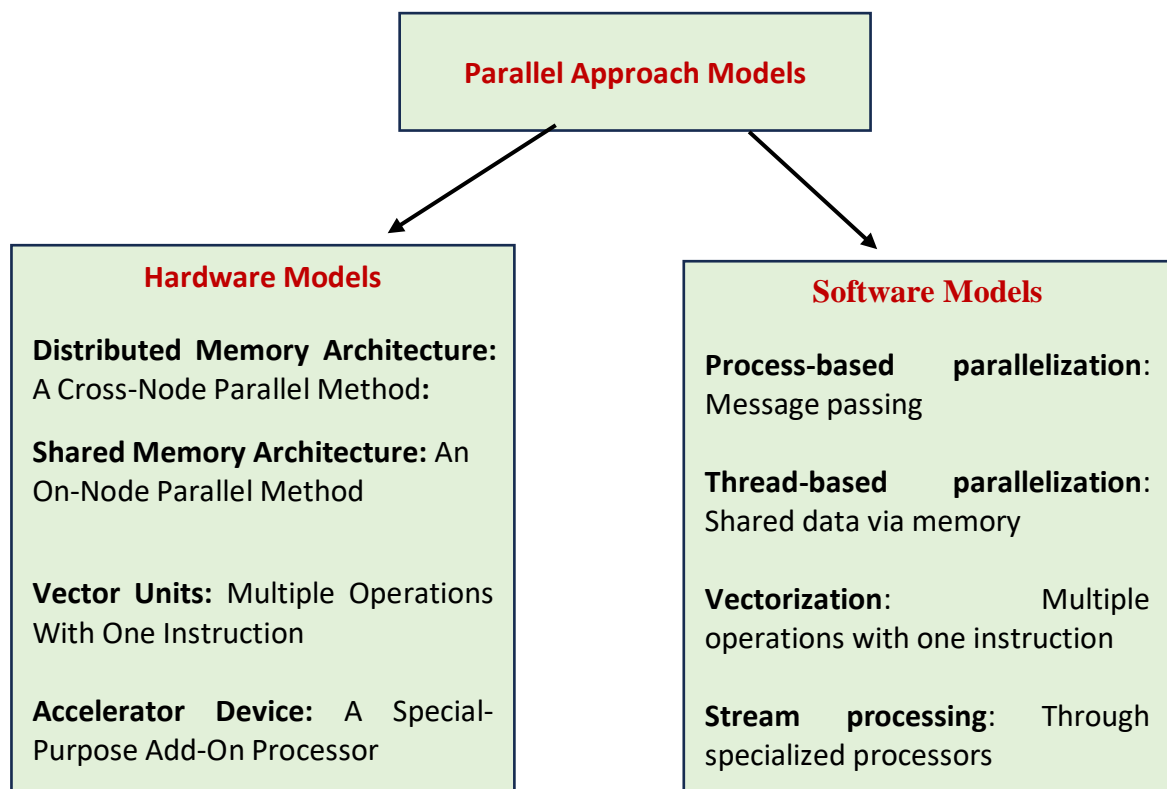 Parallel Approach Models
Hardware Models
Distributed Memory Architecture:
A Cross-Node Parallel Method:
Shared Memory Architecture: An
On-Node Parallel Method
Vector Units: Multiple Operations
With One Instruction
Accelerator Device: A Special-
Purpose Add-On Processor
Software Models
Process-based parallelization:
Message passing
Thread-based parallelization:
Shared data via memory
Vectorization: Multiple
operations with one instruction
Stream processing: Through
specialized processors